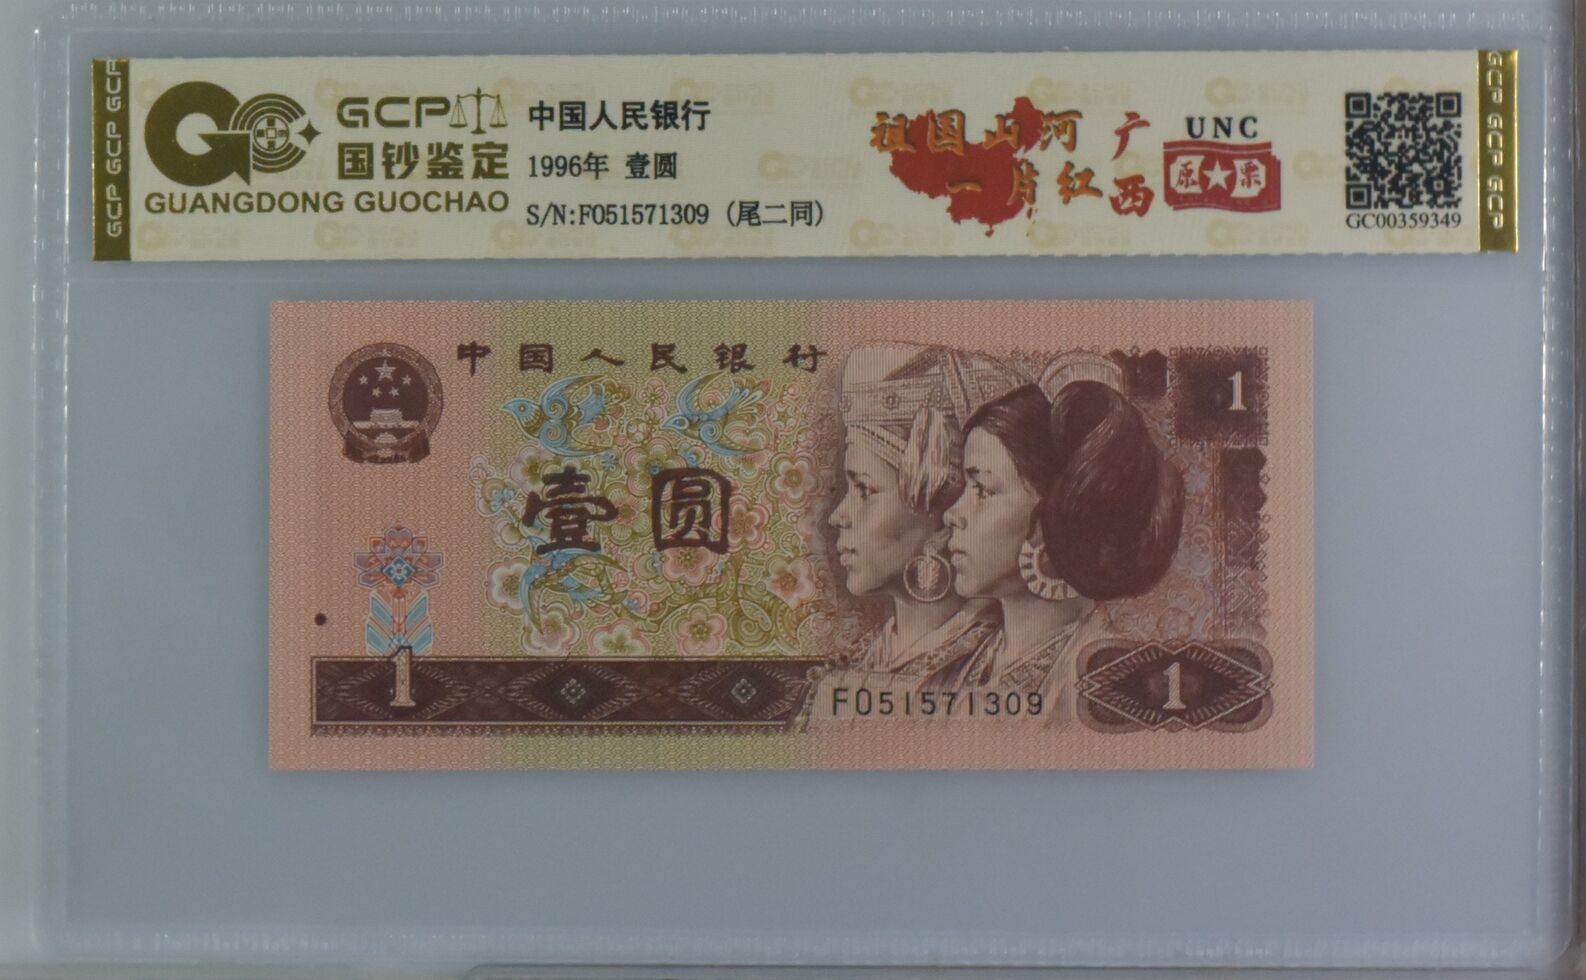 GCP GCP GCP
GCP
国钞鉴定
GUANGDONG GUOCHAO
中国人民银行
1996年 壹圆
S/N:F051571309 (尾二同)
祖国山河
一片红
广西
UNC
原★票
GC00359349
GCP GCP GCP
中国人民银行
1
壹圆
1
F051571309
1